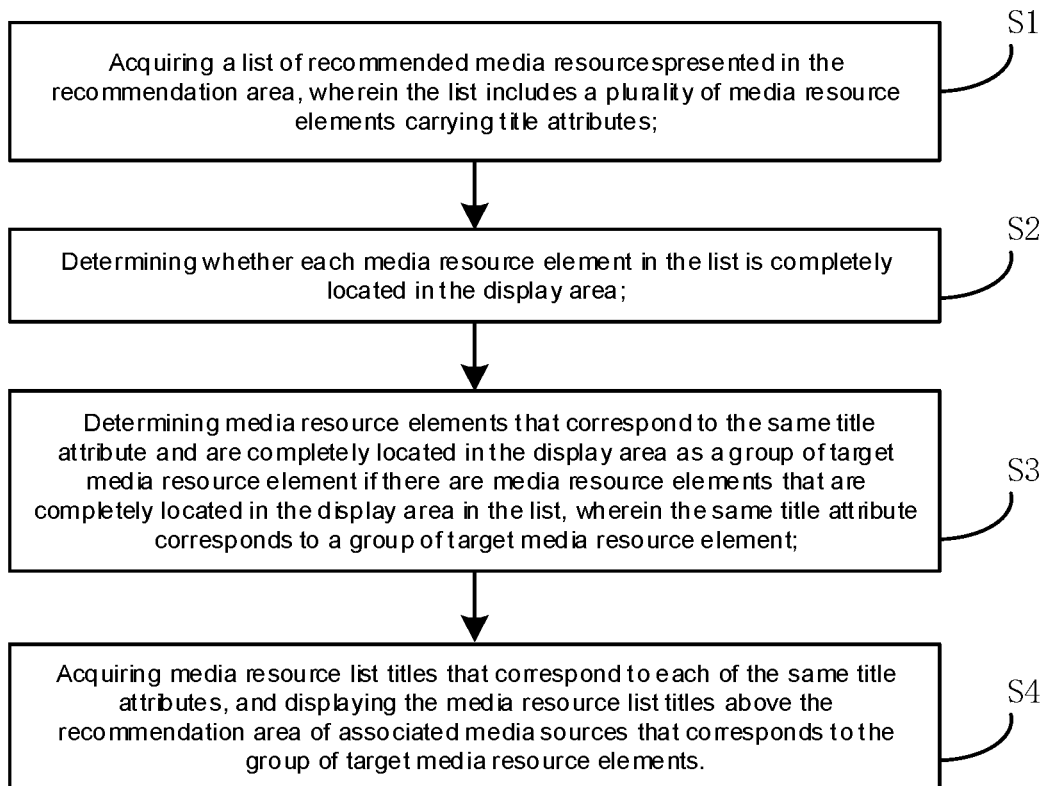 S1
Acquiring a list of recommended media resourcespresented in the
recommendation area, wherein the list includes a plurality of media resource
elements carrying title attributes;
S2
Determining whether each media resource element in the list is completely
located in the display area;
Determining media resource elements that correspond to the same title
attribute and are completely located in the display area as a group of target
media resource element if there are media resource elements that are
completely located in the display area in the list, wherein the same title attribute
corresponds to a group of target media resource element;
S3
Acquiring media resource list titles that correspond to each of the same title
attributes, and displaying the media resource list titles above the
recommendation area of associated media sources that corresponds to the
group of target media resource elements.
S4